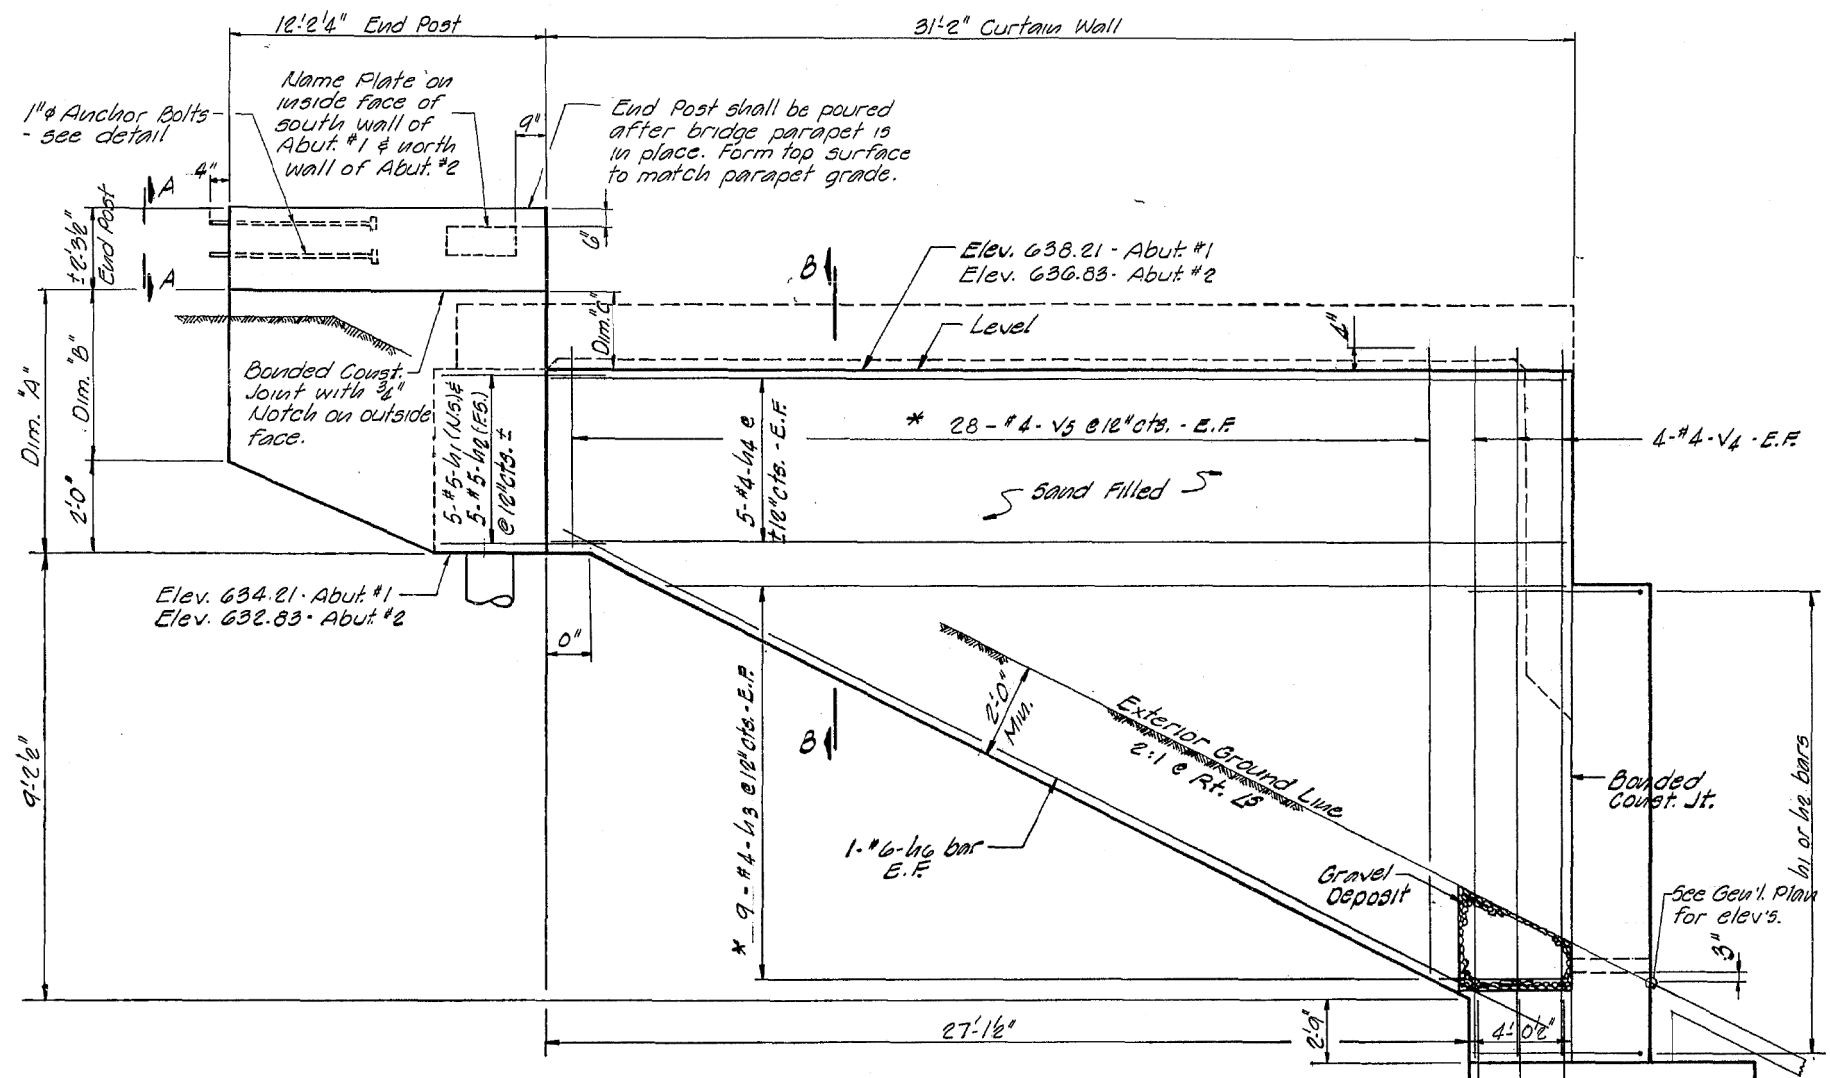 12'-2¼" End Post
31'-2" Curtain Wall
1"φ Anchor Bolts
- see detail
Name Plate on
inside face of
south wall of
Abut. #1 & north
wall of Abut. #2
9"
End Post shall be poured
after bridge parapet is
in place. Form top surface
to match parapet grade.
4"
A
A
±2'-3½"
End Post
6"
B
Elev. 638.21 - Abut. #1
Elev. 636.83 - Abut. #2
Level
4"
Dim. "C"
Dim. "A"
Dim. "B"
2'-0"
Bonded Const.
Joint with ¾"
Notch on outside
face.
5-#5-h1 (N.S.) &
5-#5-h2 (F.S.)
@ 12" cts. ±
5-#4-h4 @
±12" cts. - E.F.
* 28 - #4 - V5 @ 12" cts. - E.F.
4-#4-V4 - E.F.
Sand Filled
Elev. 634.21 - Abut. #1
Elev. 632.83 - Abut. #2
0"
9'-2½"
* 9 - #4 - h3 @ 12" cts. - E.F.
B
2'-0"
Min.
Exterior Ground Line
2:1 @ Rt. ∠s
1-#6-h6 bar
E.F.
Bonded
Const. Jt.
h1 or h2 bars
Gravel
Deposit
See Gen'l. Plan
for elev's.
3"
27'-1½"
2'-9"
4'-0½"